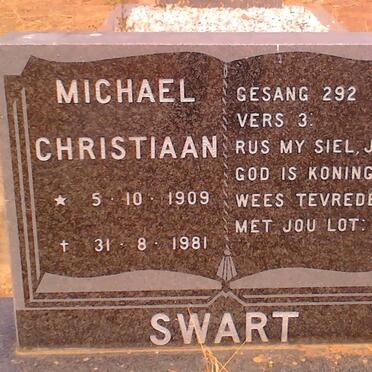 MICHAEL
CHRISTIAAN
★ 5 · 10 · 1909
† 31 · 8 · 1981
GESANG 292
VERS 3:
RUS MY SIEL, J
GOD IS KONING
WEES TEVREDE
MET JOU LOT:
SWART